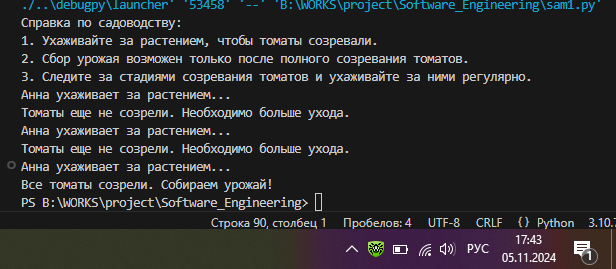 ./..\debugpy\launcher' '53458' '--' 'B:\WORKS\project\Software_Engineering\sam1.py'
Справка по садоводству:
1. Ухаживайте за растением, чтобы томаты созревали.
2. Сбор урожая возможен только после полного созревания томатов.
3. Следите за стадиями созревания томатов и ухаживайте за ними регулярно.
Анна ухаживает за растением...
Томаты еще не созрели. Необходимо больше ухода.
Анна ухаживает за растением...
Томаты еще не созрели. Необходимо больше ухода.
Анна ухаживает за растением...
Все томаты созрели. Собираем урожай!
PS B:\WORKS\project\Software_Engineering>
Строка 90, столбец 1 Пробелов: 4 UTF-8 CRLF {} Python 3.10.7
РУС 17:43
05.11.2024 1